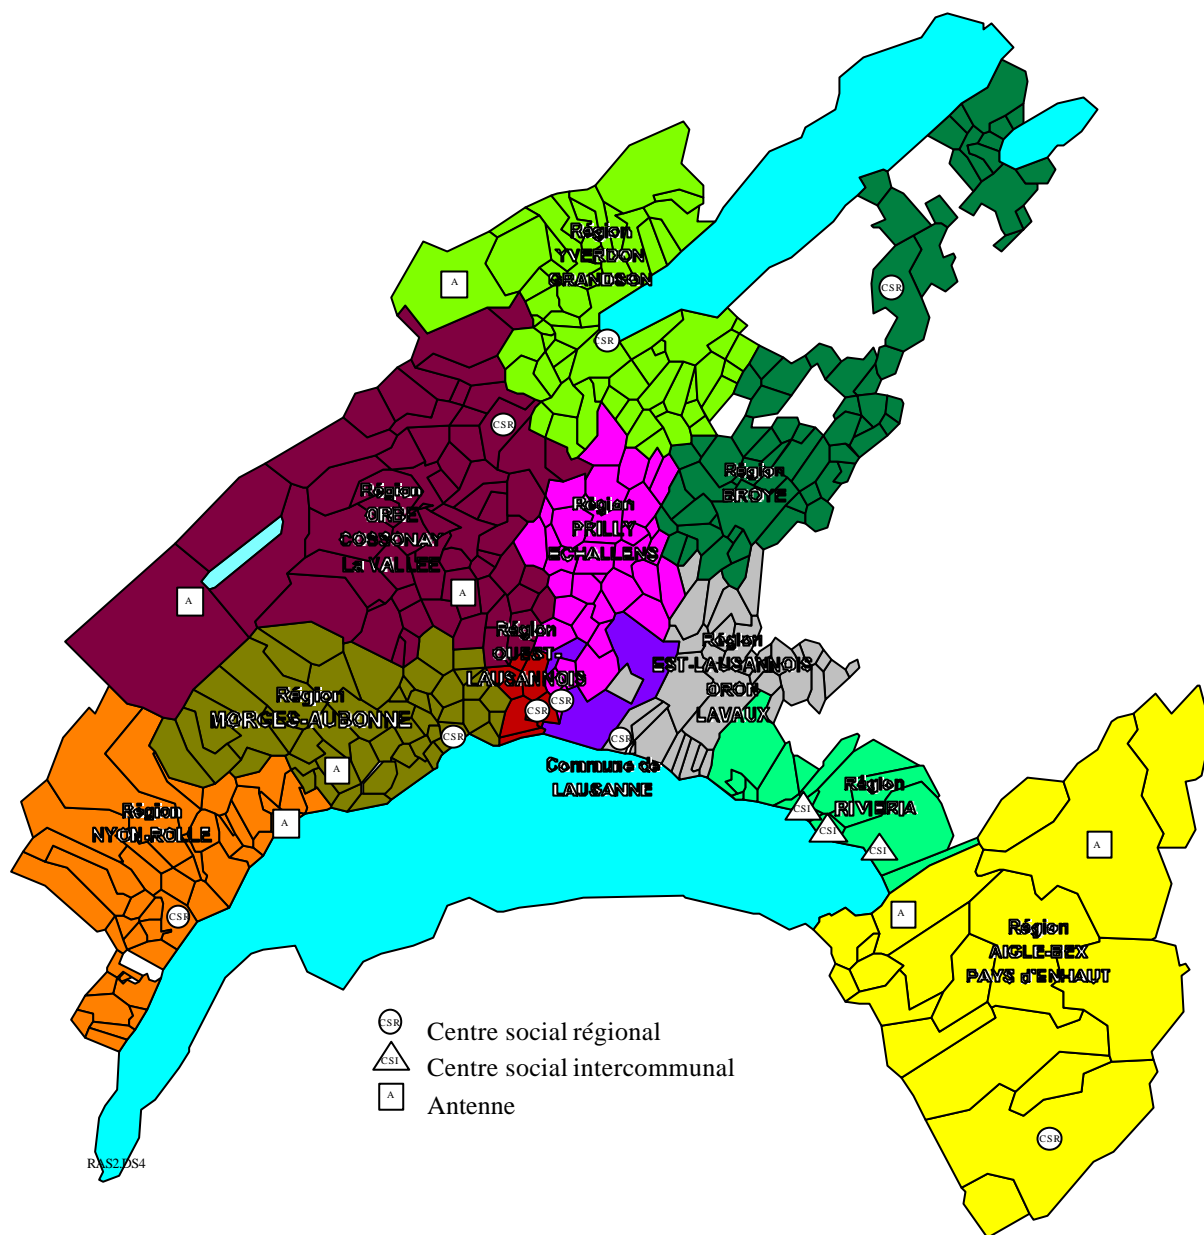 Région
YVERDON
GRANDSON
A
CSR
CSR
CSR
Région
BROYE
Région
ORBE
COSSONAY
La VALLEE
Région
PRILLY
ECHALLENS
A
A
Région
OUEST-
LAUSANNOIS
Région
EST-LAUSANNOIS
ORON
LAVAUX
Région
MORGES-AUBONNE
CSR
CSR
CSR
CSR
Commune de
LAUSANNE
A
Région
NYON-ROLLE
A
CSR
Région
RIVIERIA
CSI
CSI
CSI
A
A
Région
AIGLE-BEX
PAYS d'ENHAUT
CSR
CSR Centre social régional
CSI Centre social intercommunal
A Antenne
RAS2.DS4